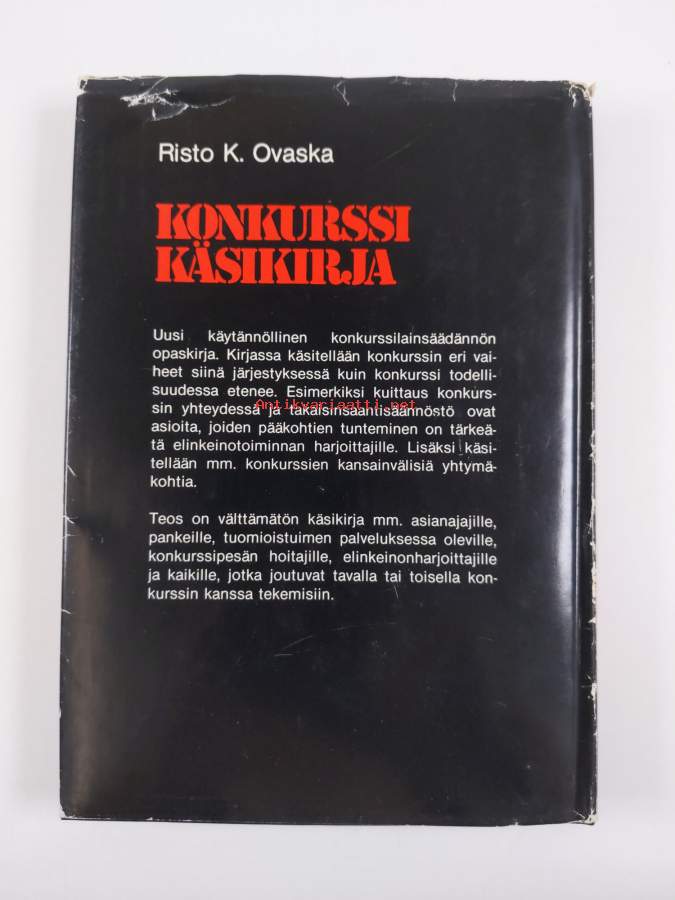 Risto K. Ovaska
KONKURSSI
KÄSIKIRJA
Uusi käytännöllinen konkurssilainsäädännön
opaskirja. Kirjassa käsitellään konkurssin eri vai-
heet siinä järjestyksessä kuin konkurssi todelli-
suudessa etenee. Esimerkiksi kuittaus konkurs-
sin yhteydessä ja takaisinsaantisäännöstö ovat
Antikvariaatti.net
asioita, joiden pääkohtien tunteminen on tärkeä-
tä elinkeinotoiminnan harjoittajille. Lisäksi käsi-
tellään mm. konkurssien kansainvälisiä yhtymä-
kohtia.
Teos on välttämätön käsikirja mm. asianajajille,
pankeille, tuomioistuimen palveluksessa oleville,
konkurssipesän hoitajille, elinkeinonharjoittajille
ja kaikille, jotka joutuvat tavalla tai toisella kon-
kurssin kanssa tekemisiin.